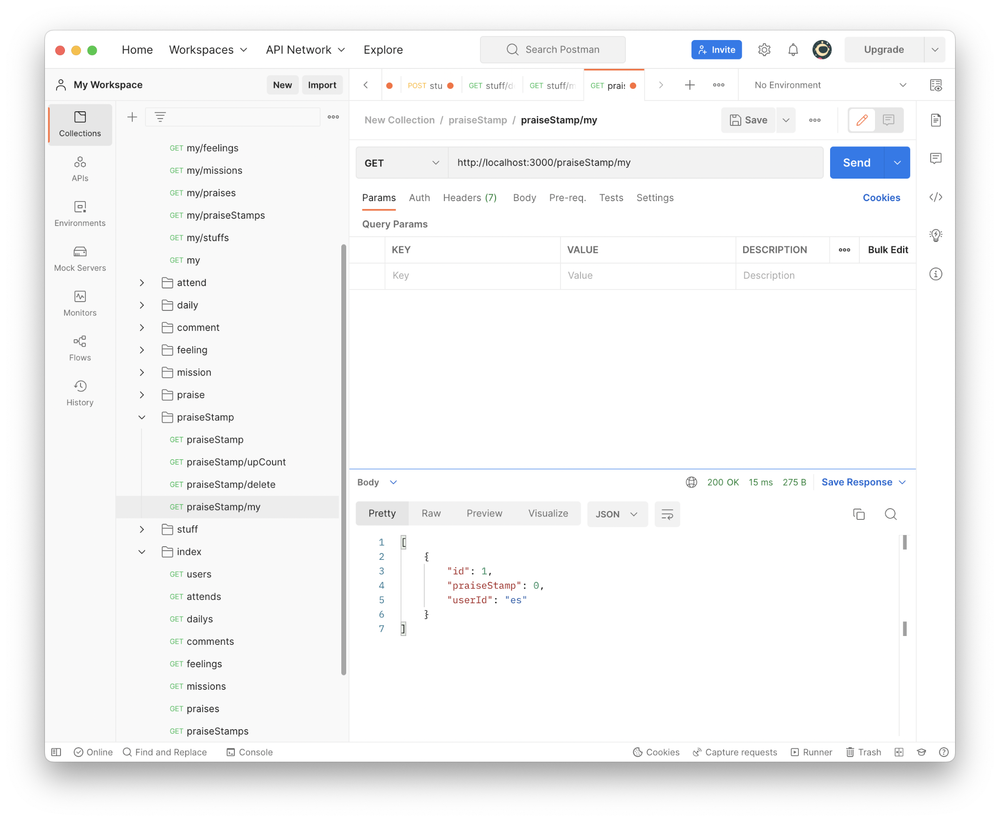 Home Workspaces API Network Explore Search Postman Invite Upgrade
My Workspace New Import
POST stu GET stuff/d GET stuff/m GET prais No Environment
Collections
APIs
Environments
Mock Servers
Monitors
Flows
History
GET my/feelings
GET my/missions
GET my/praises
GET my/praiseStamps
GET my/stuffs
GET my
attend
daily
comment
feeling
mission
praise
praiseStamp
GET praiseStamp
GET praiseStamp/upCount
GET praiseStamp/delete
GET praiseStamp/my
stuff
index
GET users
GET attends
GET dailys
GET comments
GET feelings
GET missions
GET praises
GET praiseStamps
New Collection / praiseStamp / praiseStamp/my Save
GET http://localhost:3000/praiseStamp/my Send
Params Auth Headers (7) Body Pre-req. Tests Settings Cookies
Query Params
KEY VALUE DESCRIPTION Bulk Edit
Key Value Description
Body 200 OK 15 ms 275 B Save Response
Pretty Raw Preview Visualize JSON
1 [
2 {
3 "id": 1,
4 "praiseStamp": 0,
5 "userId": "es"
6 }
7 ]
Online Find and Replace Console Cookies Capture requests Runner Trash